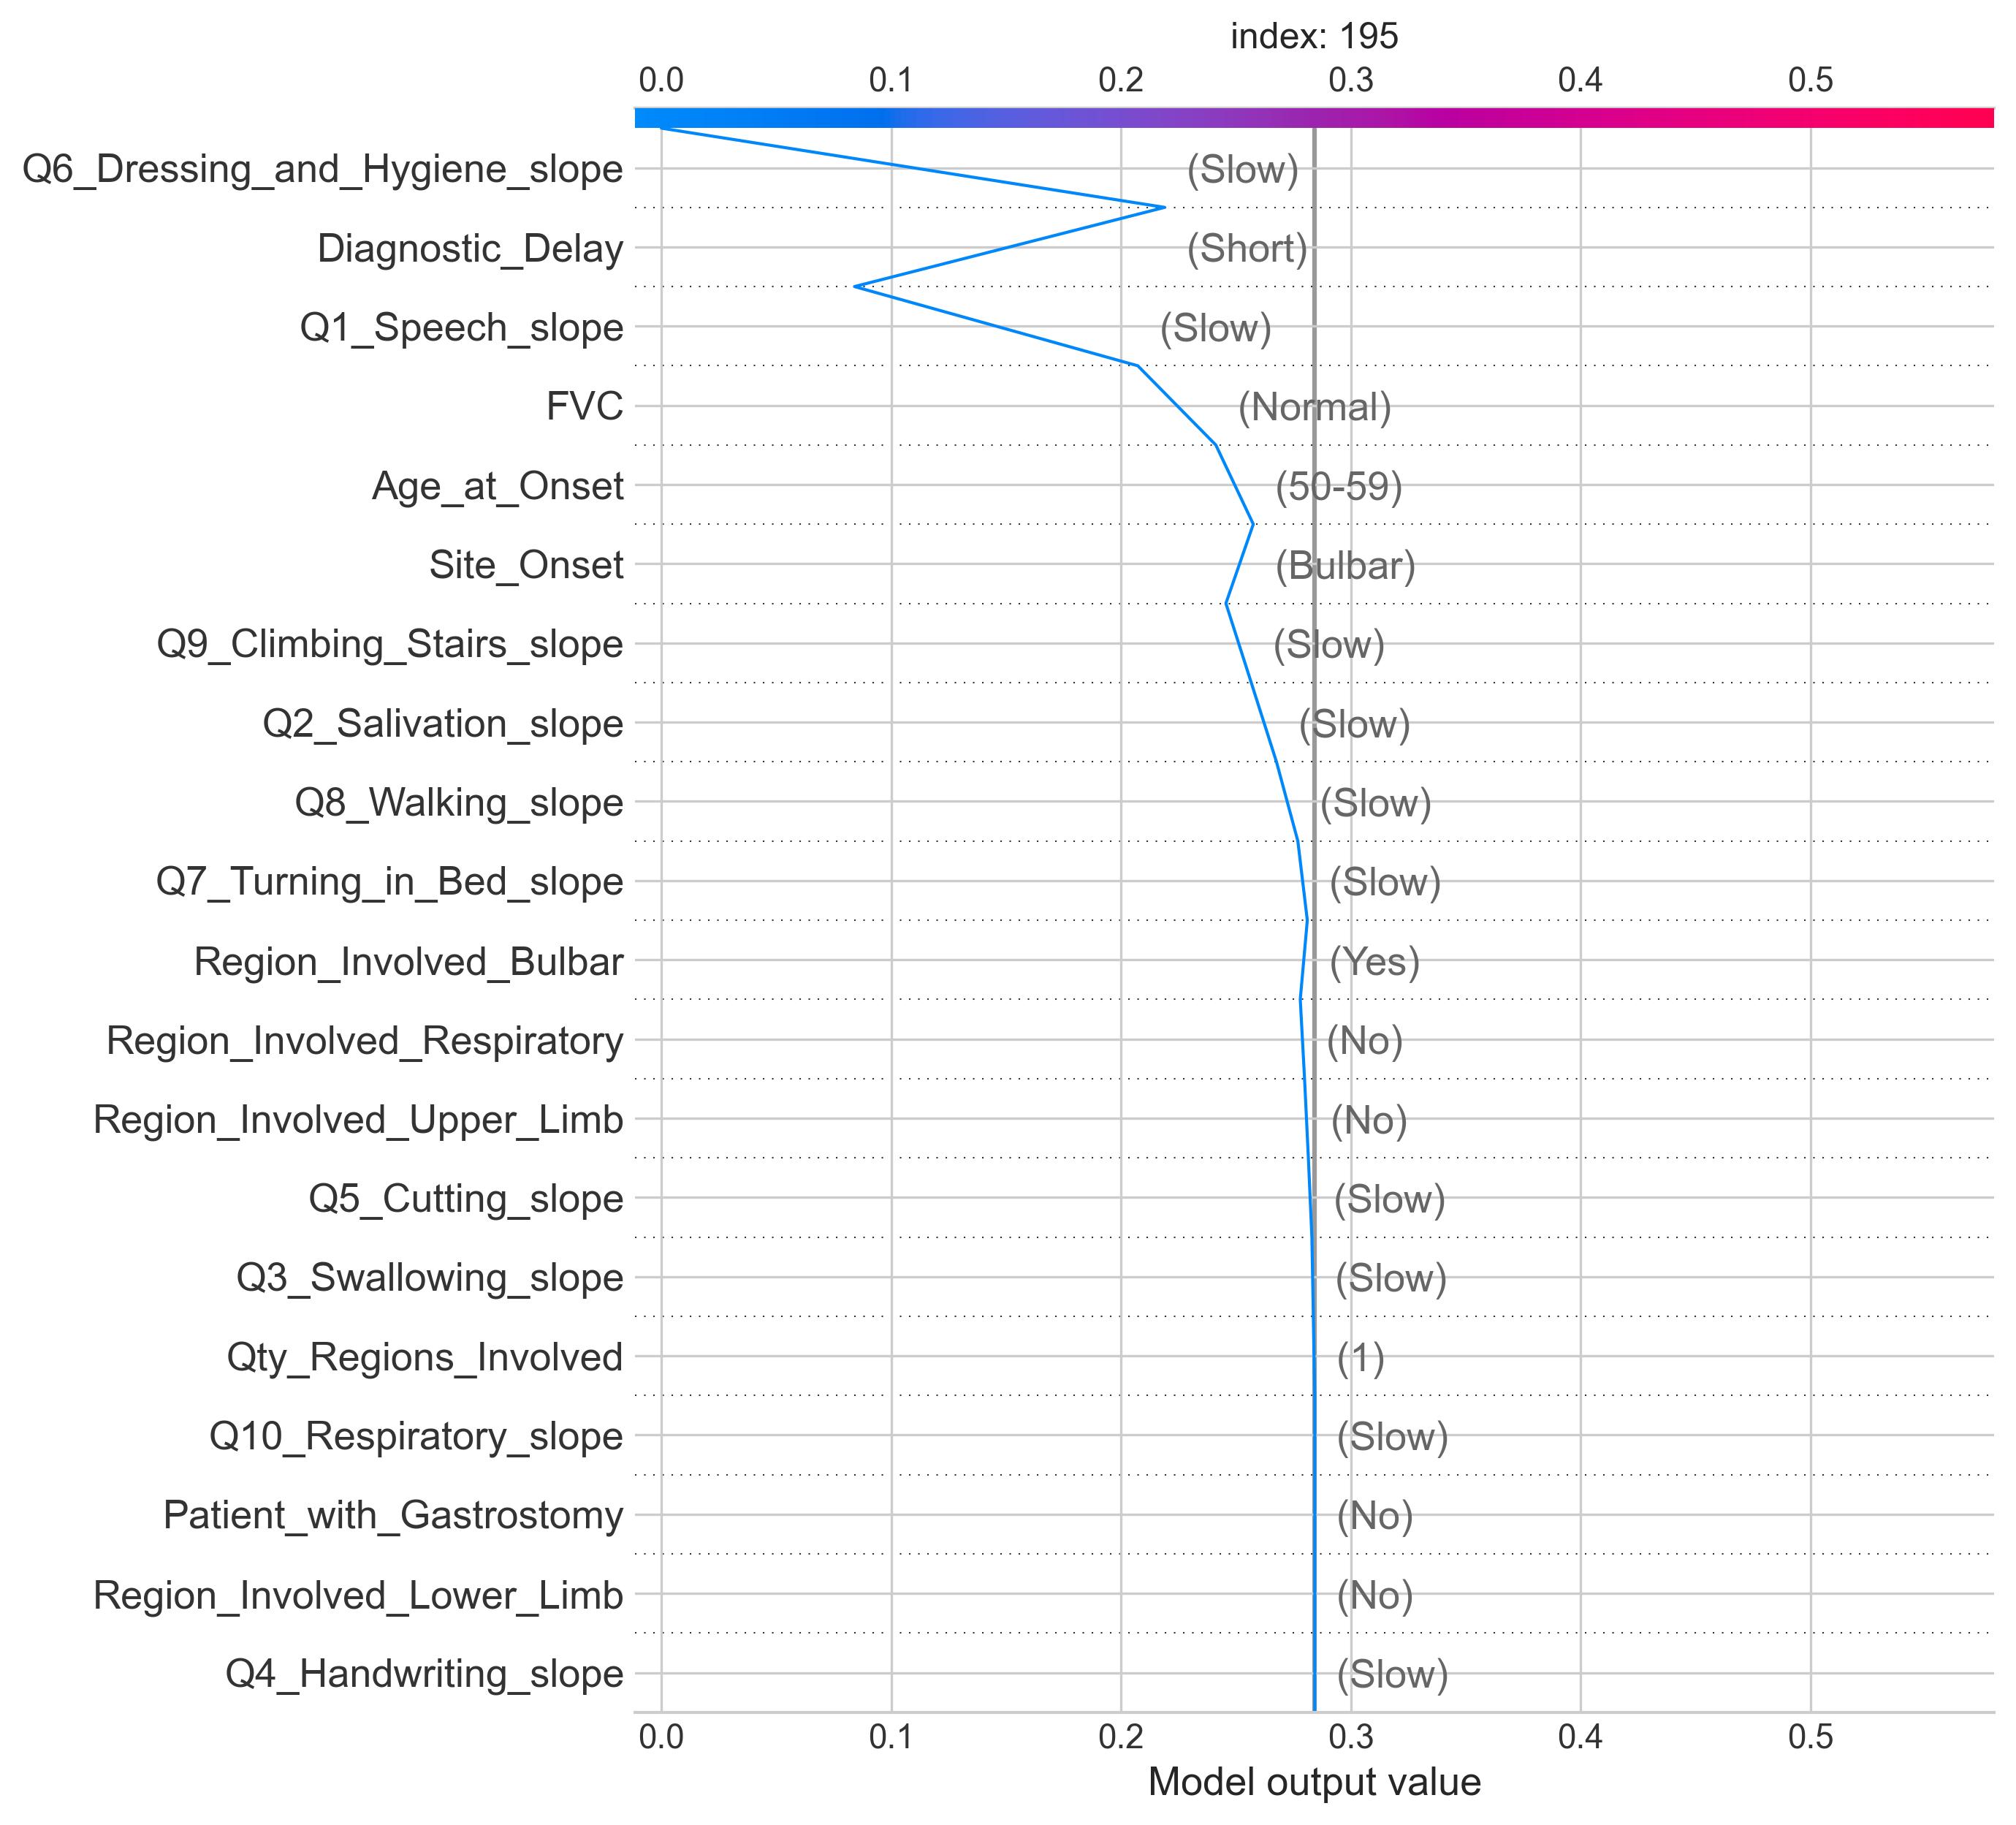 index: 195
0.0 0.1 0.2 0.3 0.4 0.5
Q6_Dressing_and_Hygiene_slope (Slow)
Diagnostic_Delay (Short)
Q1_Speech_slope (Slow)
FVC (Normal)
Age_at_Onset (50-59)
Site_Onset (Bulbar)
Q9_Climbing_Stairs_slope (Slow)
Q2_Salivation_slope (Slow)
Q8_Walking_slope (Slow)
Q7_Turning_in_Bed_slope (Slow)
Region_Involved_Bulbar (Yes)
Region_Involved_Respiratory (No)
Region_Involved_Upper_Limb (No)
Q5_Cutting_slope (Slow)
Q3_Swallowing_slope (Slow)
Qty_Regions_Involved (1)
Q10_Respiratory_slope (Slow)
Patient_with_Gastrostomy (No)
Region_Involved_Lower_Limb (No)
Q4_Handwriting_slope (Slow)
0.0 0.1 0.2 0.3 0.4 0.5
Model output value